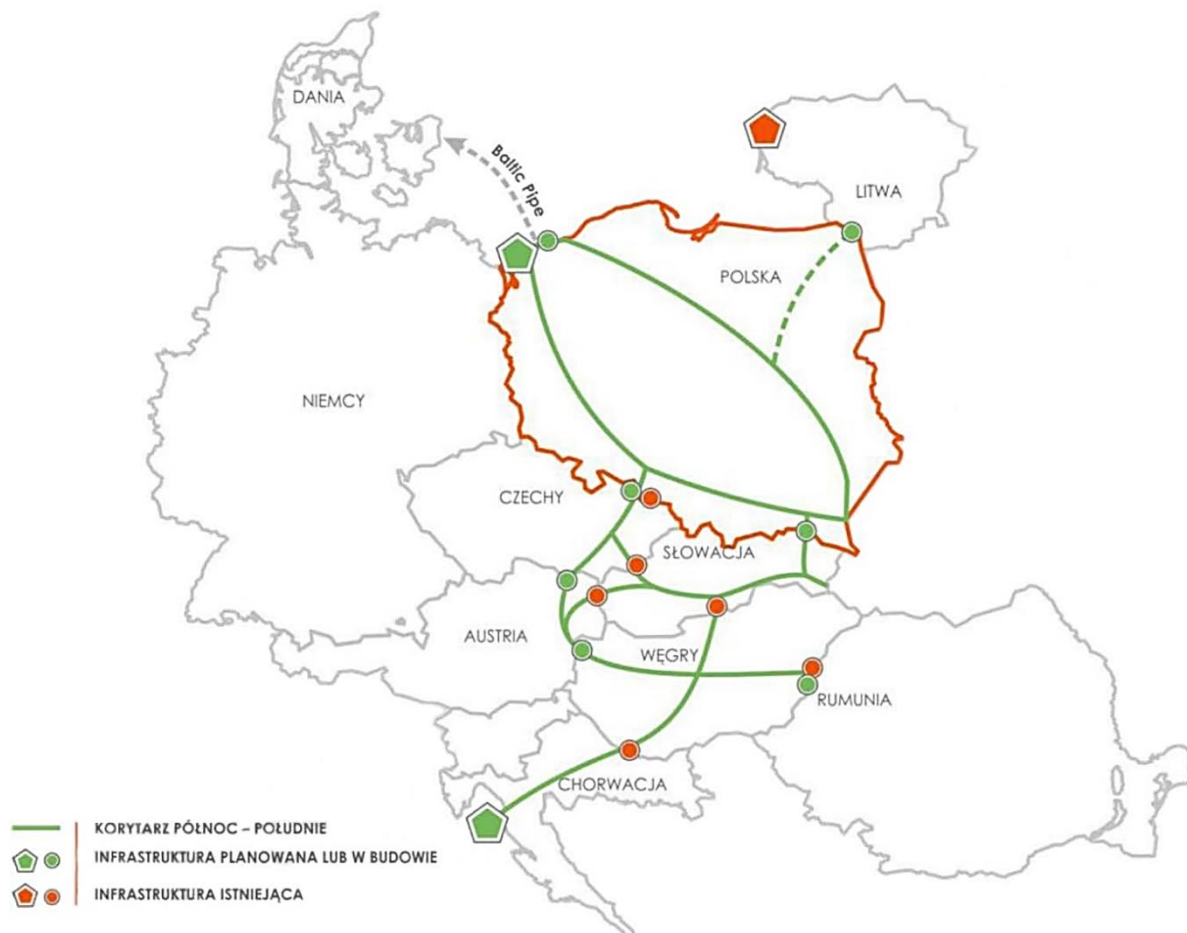 DANIA
Baltic Pipe
LITWA
POLSKA
NIEMCY
CZECHY
SŁOWACJA
AUSTRIA
WĘGRY
RUMUNIA
CHORWACJA
KORYTARZ PÓŁNOC – POŁUDNIE
INFRASTRUKTURA PLANOWANA LUB W BUDOWIE
INFRASTRUKTURA ISTNIEJĄCA